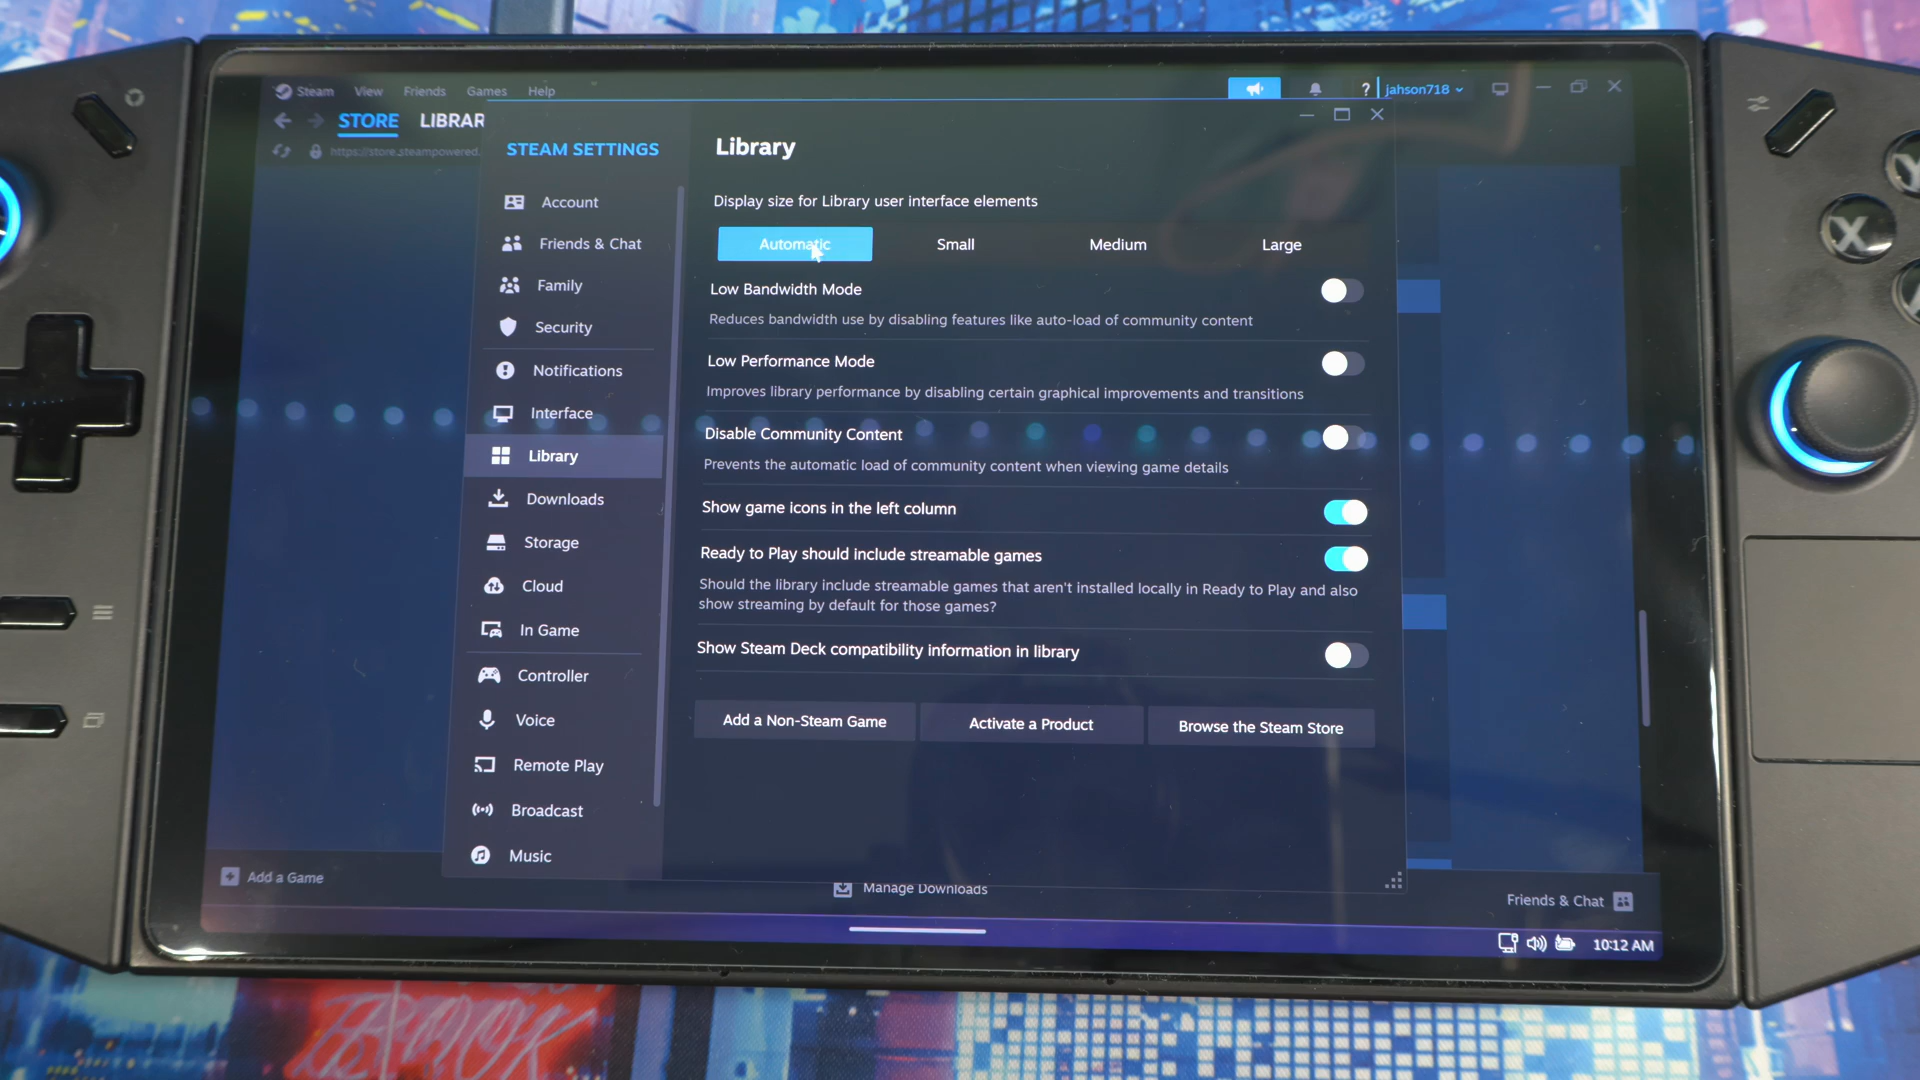 Steam View Friends Games Help
? jahson718
STORE LIBRAR
https://store.steampowered.
STEAM SETTINGS
Account
Friends & Chat
Family
Security
Notifications
Interface
Library
Downloads
Storage
Cloud
In Game
Controller
Voice
Remote Play
Broadcast
Music
Library
Display size for Library user interface elements
Automatic Small Medium Large
Low Bandwidth Mode
Reduces bandwidth use by disabling features like auto-load of community content
Low Performance Mode
Improves library performance by disabling certain graphical improvements and transitions
Disable Community Content
Prevents the automatic load of community content when viewing game details
Show game icons in the left column
Ready to Play should include streamable games
Should the library include streamable games that aren't installed locally in Ready to Play and also
show streaming by default for those games?
Show Steam Deck compatibility information in library
Add a Non-Steam Game Activate a Product Browse the Steam Store
Add a Game Manage Downloads Friends & Chat
10:12 AM
Y
X